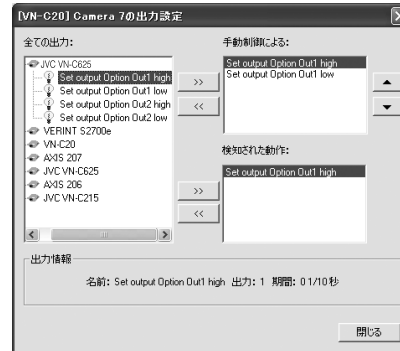 [VN-C20] Camera 7の出力設定
全ての出力:
JVC VN-C625
Set output Option Out1 high
Set output Option Out1 low
Set output Option Out2 high
Set output Option Out2 low
VERINT S2700e
VN-C20
AXIS 207
JVC VN-C625
AXIS 206
JVC VN-C215
>>
<<
手動制御による:
Set output Option Out1 high
Set output Option Out1 low
>>
<<
検知された動作:
Set output Option Out1 high
出力情報
名前: Set output Option Out1 high 出力: 1 期間: 0 1/10 秒
閉じる